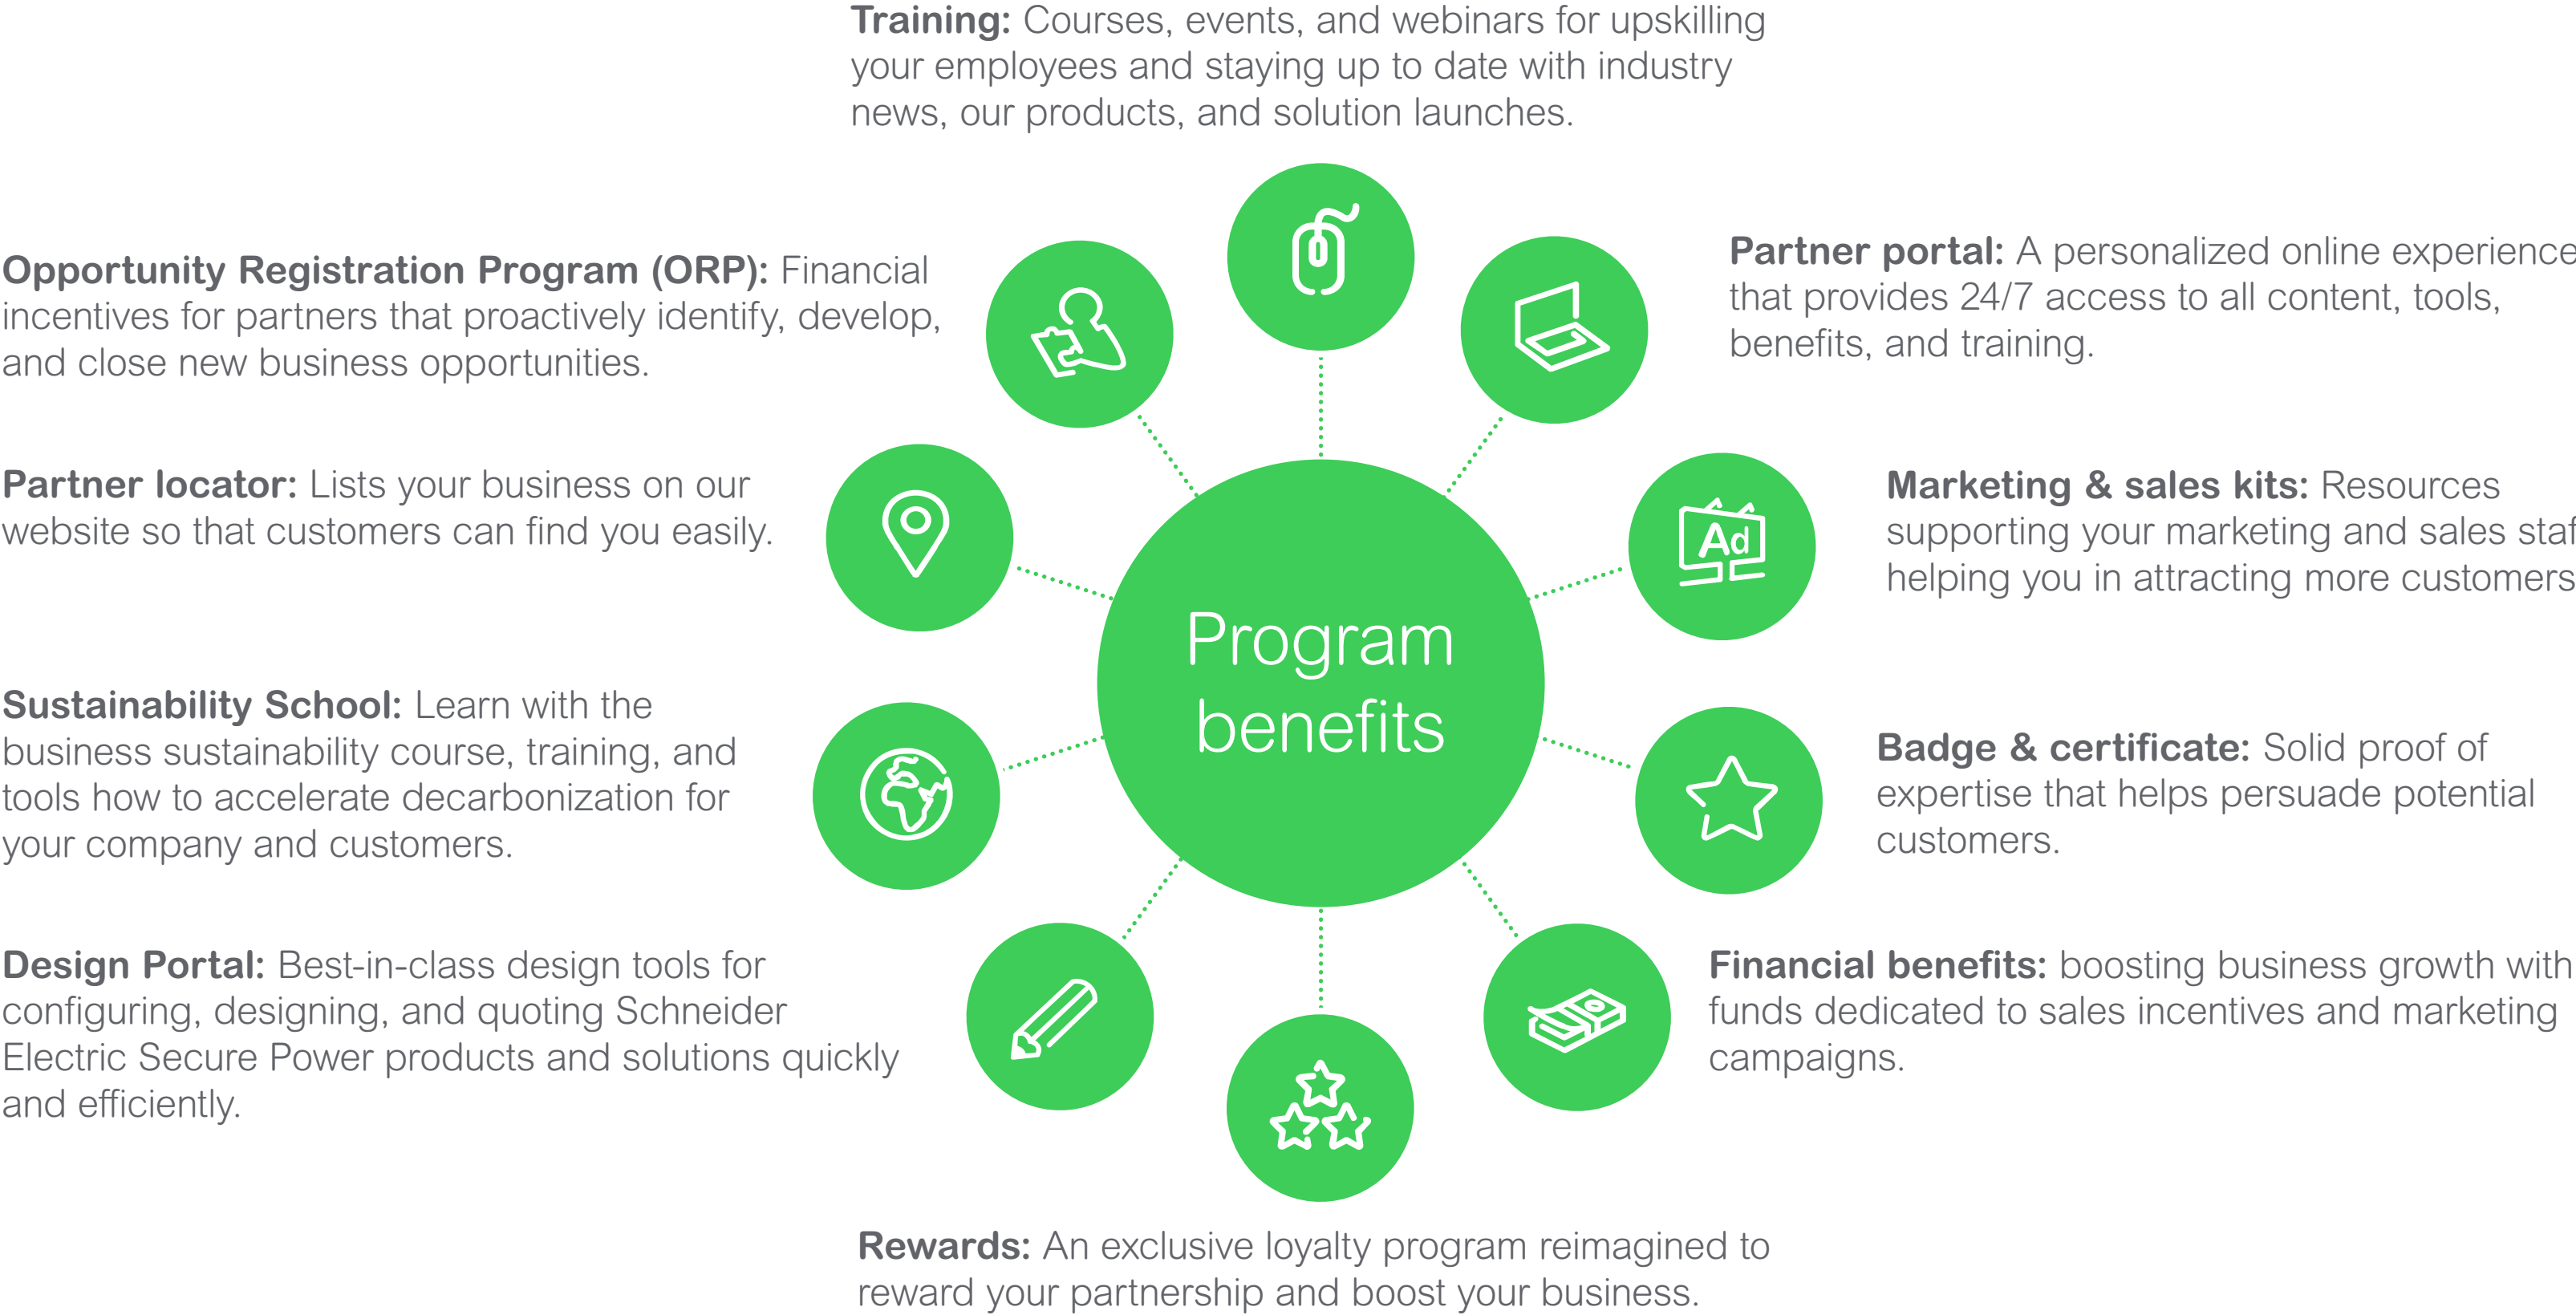 Training: Courses, events, and webinars for upskilling
your employees and staying up to date with industry
news, our products, and solution launches.
Partner portal: A personalized online experience
that provides 24/7 access to all content, tools,
benefits, and training.
Marketing & sales kits: Resources
supporting your marketing and sales
helping you in attracting more customers
Ad
Badge & certificate: Solid proof of
expertise that helps persuade potential
customers.
Financial benefits: boosting business growth with
funds dedicated to sales incentives and marketing
campaigns.
Rewards: An exclusive loyalty program reimagined to
reward your partnership and boost your business.
Design Portal: Best-in-class design tools for
configuring, designing, and quoting Schneider
Electric Secure Power products and solutions quickly
and efficiently.
Sustainability School: Learn with the
business sustainability course, training, and
tools how to accelerate decarbonization for
your company and customers.
Partner locator: Lists your business on our
website so that customers can find you easily.
Opportunity Registration Program (ORP): Financial
incentives for partners that proactively identify, develop,
and close new business opportunities.
Program
benefits